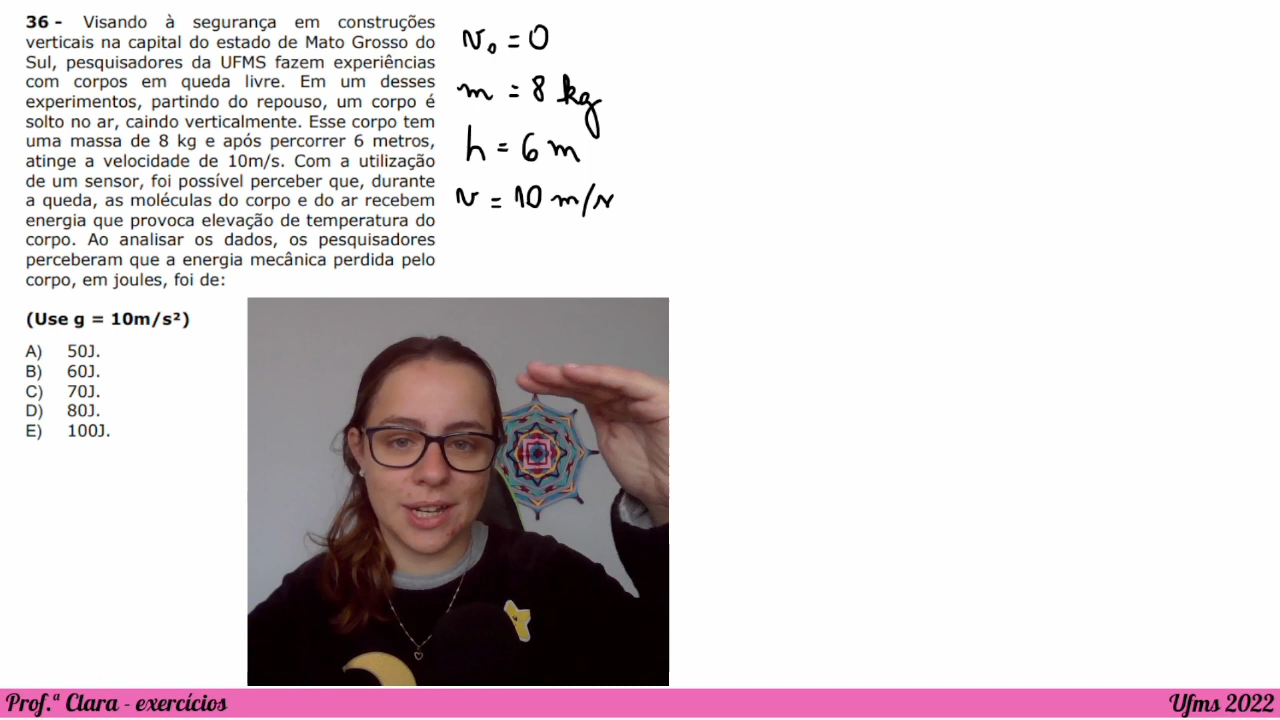 36 - Visando à segurança em construções
verticais na capital do estado de Mato Grosso do
Sul, pesquisadores da UFMS fazem experiências
com corpos em queda livre. Em um desses
experimentos, partindo do repouso, um corpo é
solto no ar, caindo verticalmente. Esse corpo tem
uma massa de 8 kg e após percorrer 6 metros,
atinge a velocidade de 10m/s. Com a utilização
de um sensor, foi possível perceber que, durante
a queda, as moléculas do corpo e do ar recebem
energia que provoca elevação de temperatura do
corpo. Ao analisar os dados, os pesquisadores
perceberam que a energia mecânica perdida pelo
corpo, em joules, foi de:
(Use g = 10m/s²)
A) 50J.
B) 60J.
C) 70J.
D) 80J.
E) 100J.
v₀ = 0
m = 8 kg
h = 6 m
v = 10 m/s
Prof.ª Clara - exercícios
Ufms 2022